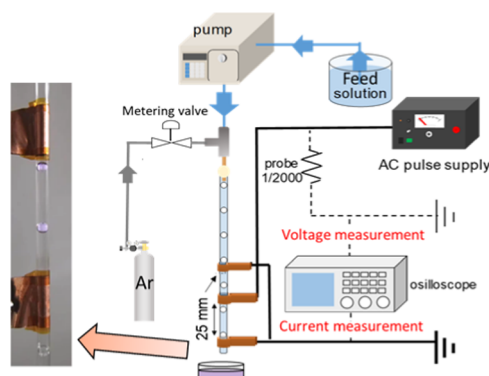 pump
Feed
solution
Metering valve
probe
1/2000
AC pulse supply
Voltage measurement
Ar
25 mm
osilloscope
Current measurement